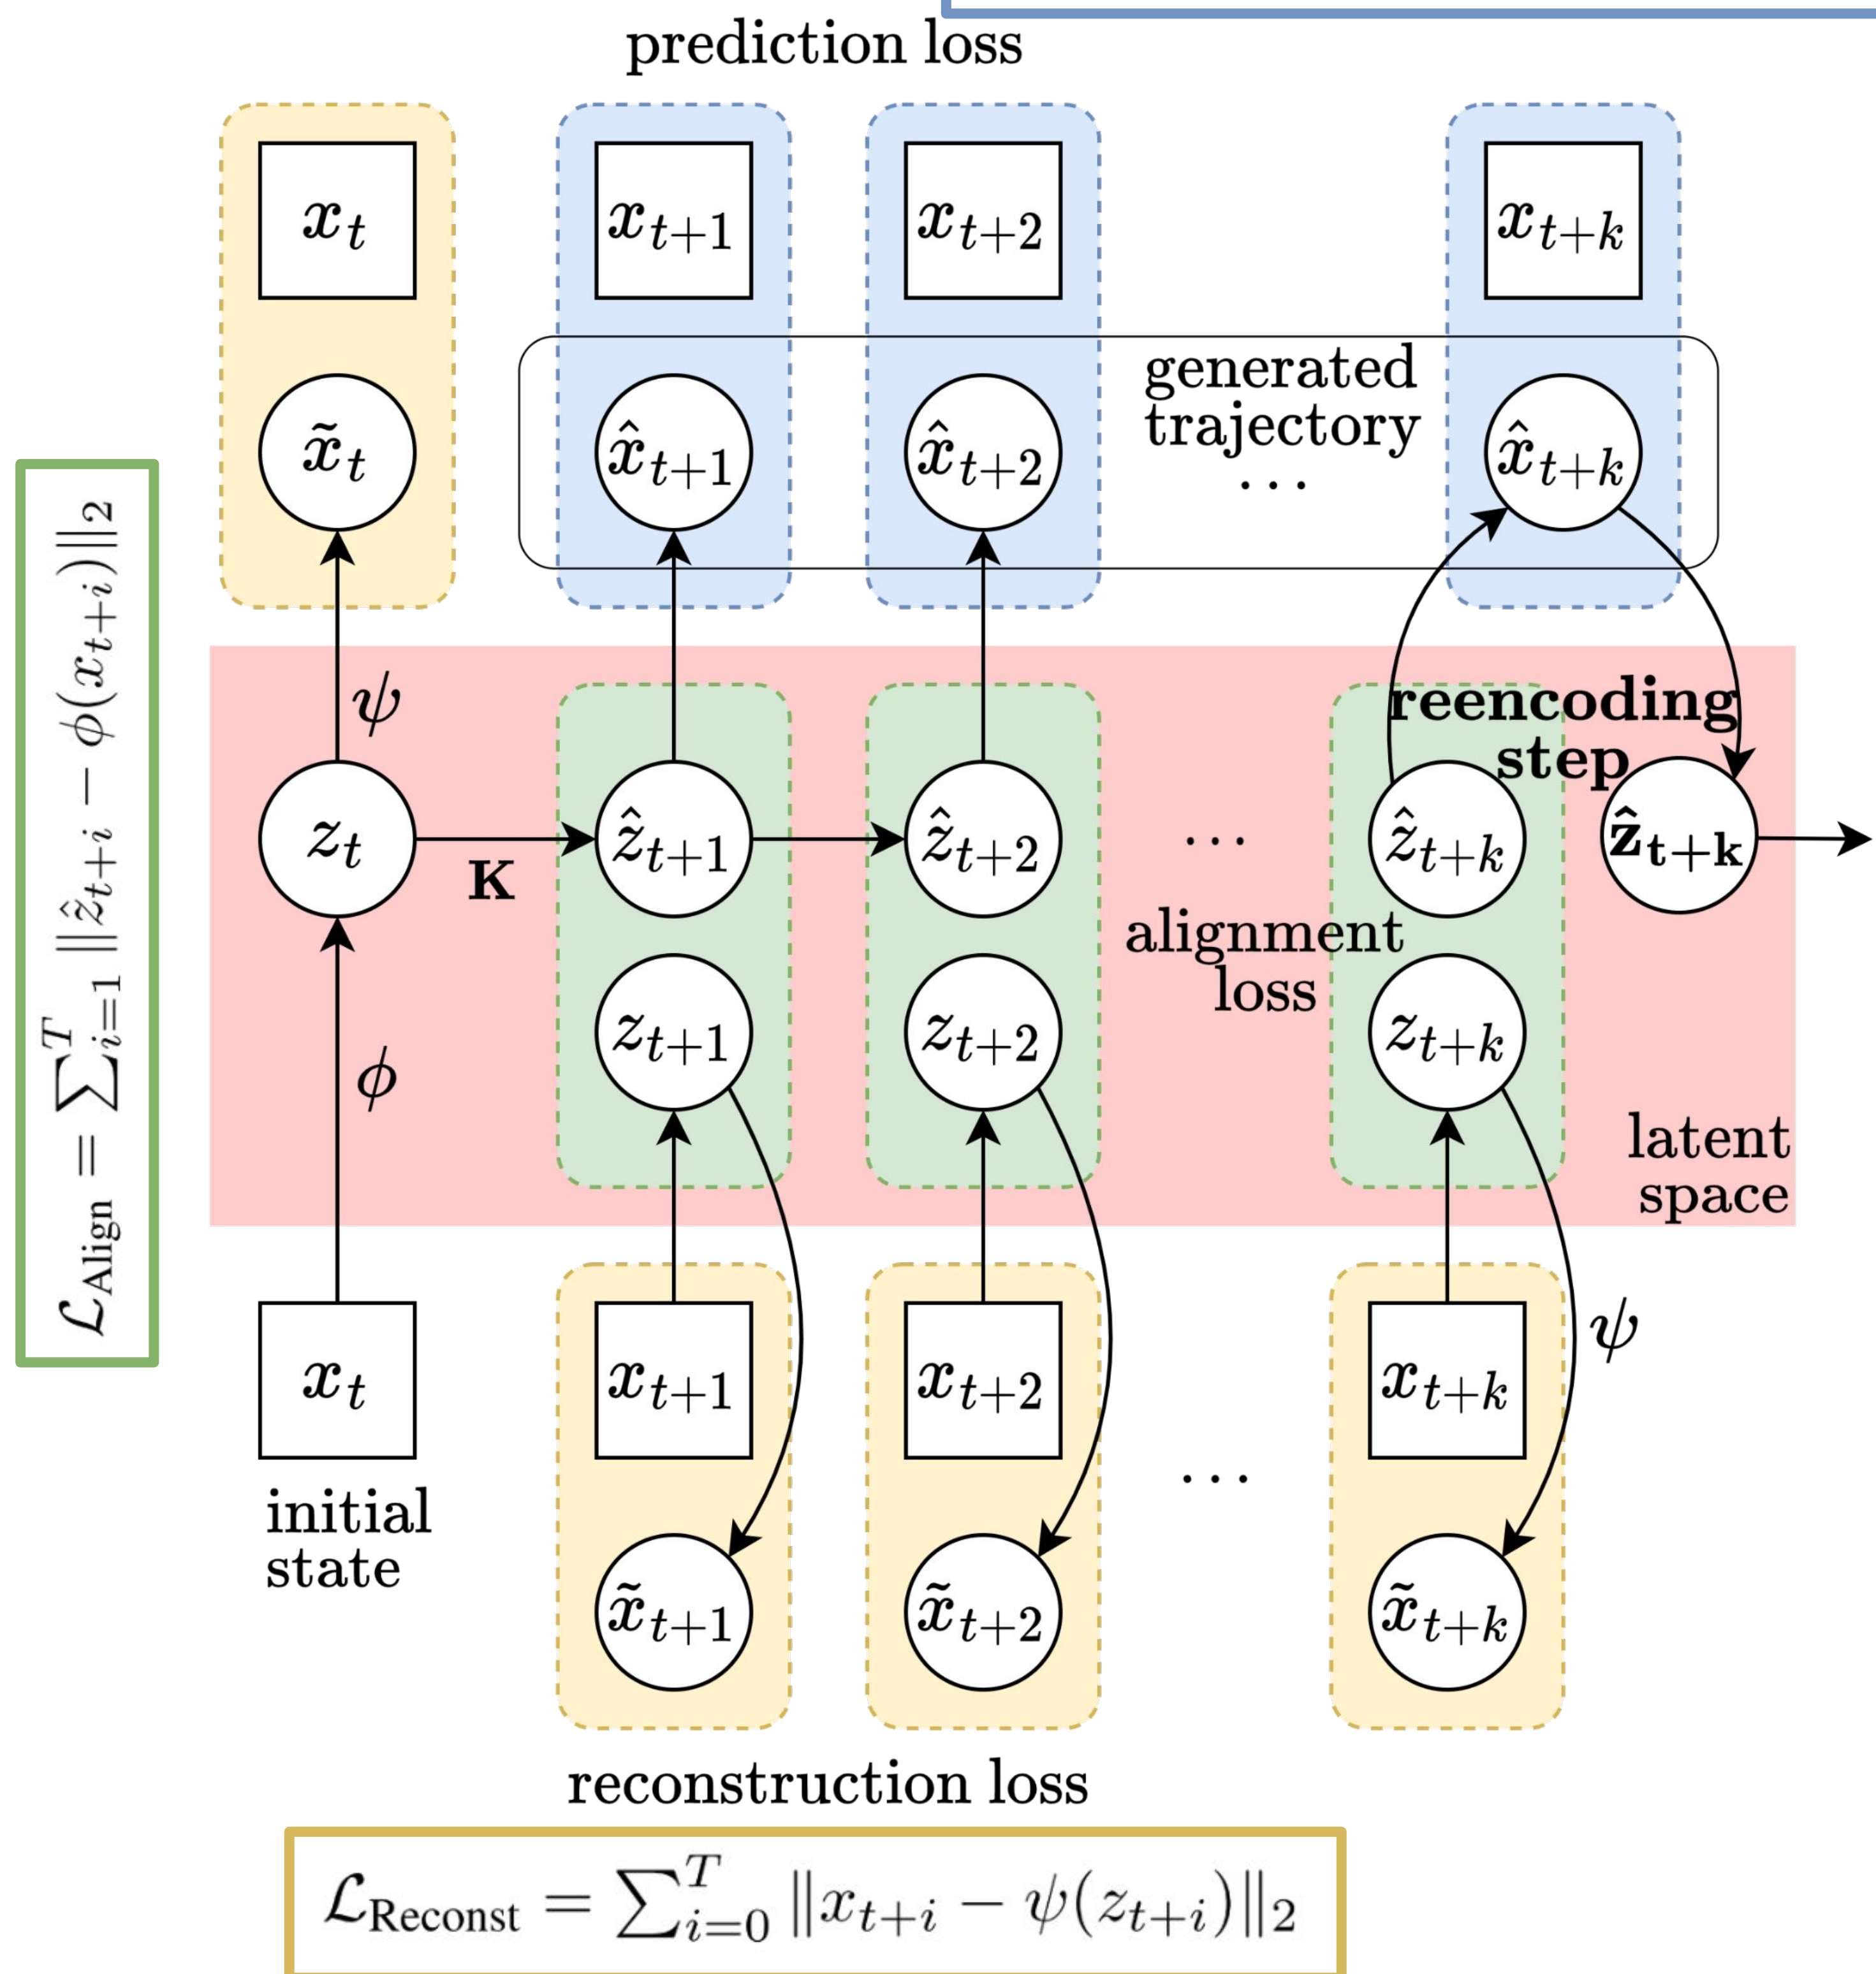 prediction loss
x_t x_{t+1} x_{t+2} x_{t+k}
generated
trajectory
x̃_t x̂_{t+1} x̂_{t+2} ... x̂_{t+k}
ℒ_Align = ∑_{i=1}^T ‖ẑ_{t+i} − ϕ(x_{t+i})‖_2
ψ
reencoding
step
z_t ẑ_{t+1} ẑ_{t+2} ... ẑ_{t+k} ẑ_{t+k}
K
alignment
loss
z_{t+1} z_{t+2} z_{t+k}
ϕ
latent
space
ψ
x_t x_{t+1} x_{t+2} x_{t+k}
...
initial
state
x̃_{t+1} x̃_{t+2} x̃_{t+k}
reconstruction loss
ℒ_Reconst = ∑_{i=0}^T ‖x_{t+i} − ψ(z_{t+i})‖_2